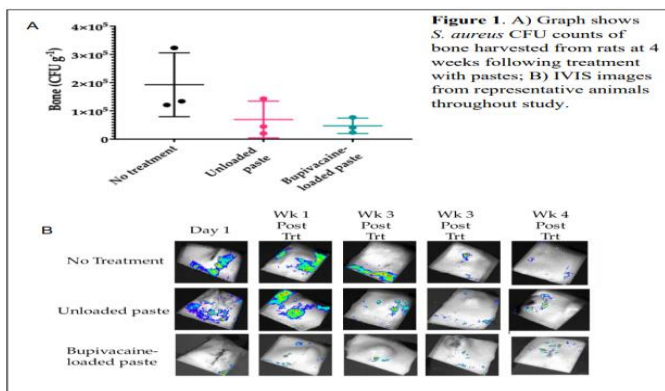 A
Figure 1. A) Graph shows
S. aureus CFU counts of
bone harvested from rats at 4
weeks following treatment
with pastes; B) IVIS images
from representative animals
throughout study.
Bone (CFU g⁻¹)
4×10⁵
3×10⁵
2×10⁵
1×10⁵
0
No treatment
Unloaded
paste
Bupivacaine-
loaded paste
B
Day 1
Wk 1
Post
Trt
Wk 3
Post
Trt
Wk 3
Post
Trt
Wk 4
Post
Trt
No Treatment
Unloaded paste
Bupivacaine-
loaded paste